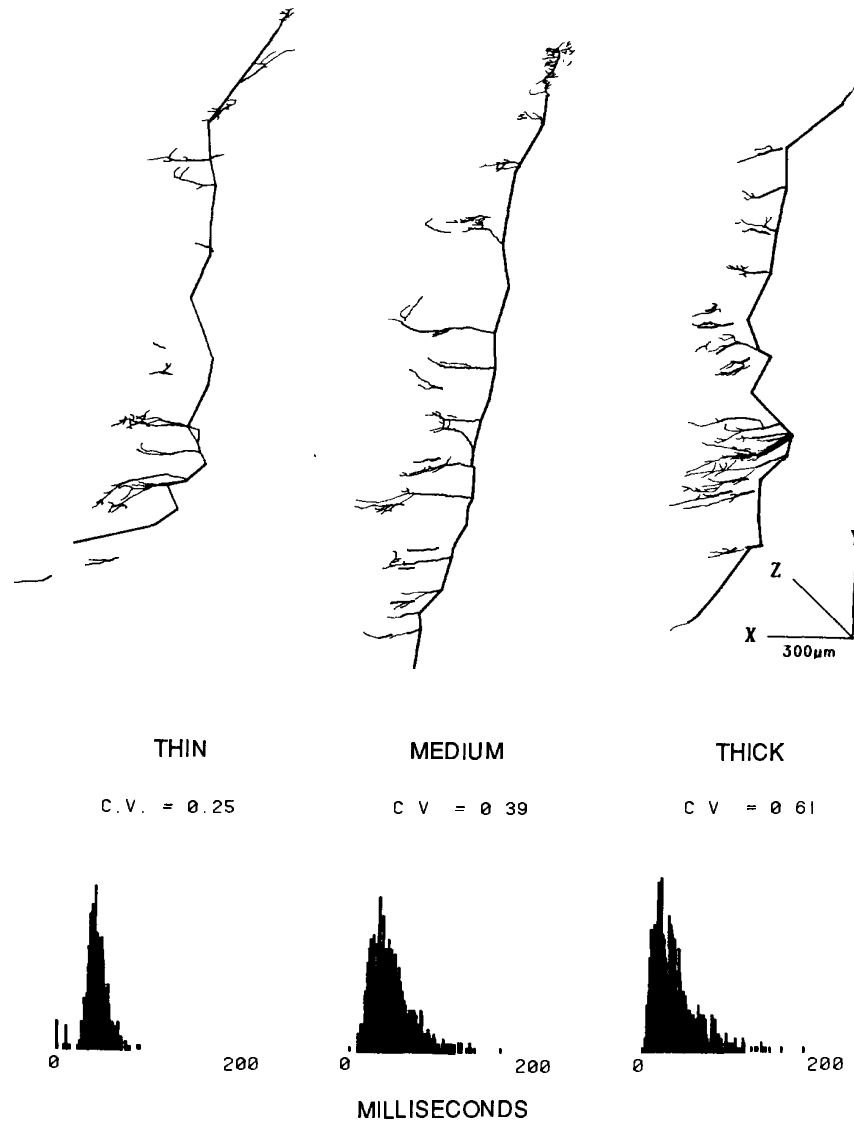 Z
X
300µm
THIN MEDIUM THICK
C.V. = 0.25 C V = 0 39 C V = 0 61
0 200 0 200 0 200
MILLISECONDS